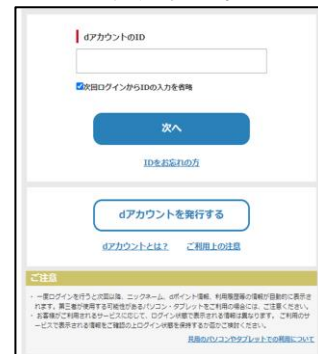 dアカウントのID
次回ログインからIDの入力を省略
次へ
IDをお忘れの方
dアカウントを発行する
dアカウントとは？ ご利用上の注意
ご注意
・ 一度ログインを行うと次回以降、ニックネーム、dポイント情報、利用履歴等の情報が自動的に表示さ
れます。第三者が使用する可能性があるパソコン・タブレットをご利用の場合には、ご注意ください。
・ お客様がご利用されるサービスに応じて、ログイン状態で表示される情報は異なります。ご利用のサ
ービスで表示される情報をご確認の上ログイン状態を保持するか否かご検討ください。
共用のパソコンやタブレットでの利用について